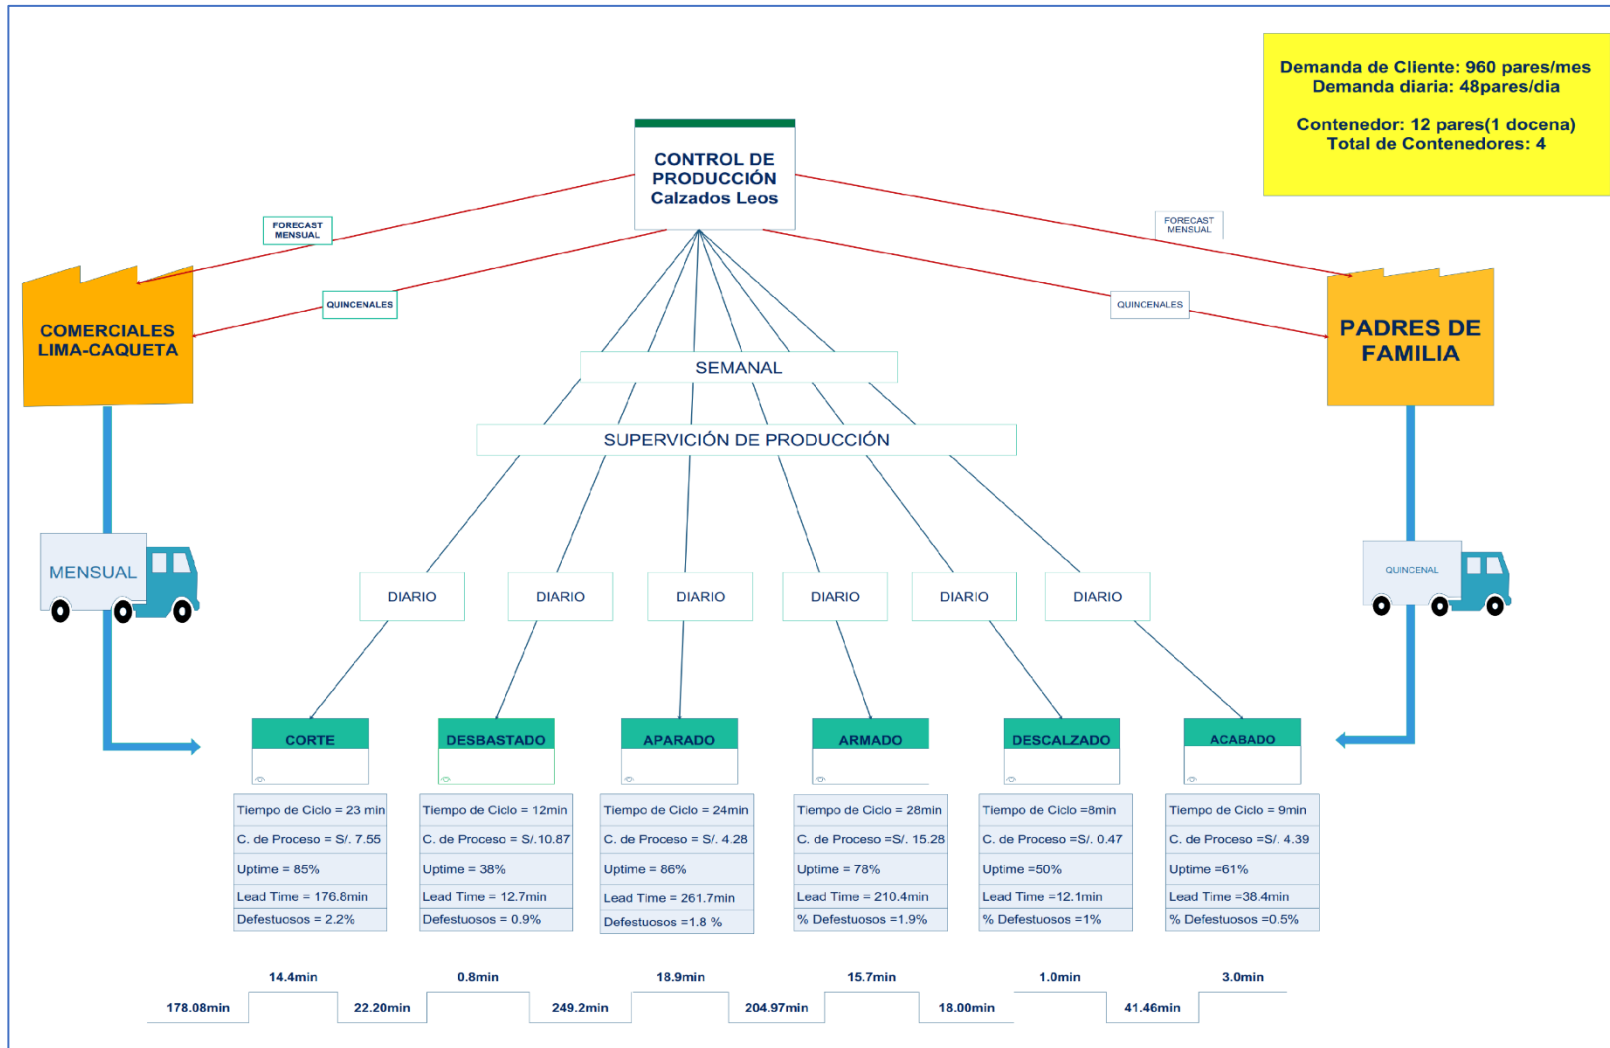 Demanda de Cliente: 960 pares/mes
Demanda diaria: 48pares/dia
Contenedor: 12 pares(1 docena)
Total de Contenedores: 4
CONTROL DE
PRODUCCIÓN
Calzados Leos
FORECAST
MENSUAL
FORECAST
MENSUAL
QUINCENALES
QUINCENALES
COMERCIALES
LIMA-CAQUETA
PADRES DE
FAMILIA
SEMANAL
SUPERVICIÓN DE PRODUCCIÓN
MENSUAL
QUINCENAL
DIARIO
DIARIO
DIARIO
DIARIO
DIARIO
DIARIO
CORTE
Tiempo de Ciclo = 23 min
C. de Proceso = S/. 7.55
Uptime = 85%
Lead Time = 176.8min
Defestuosos = 2.2%
DESBASTADO
Tiempo de Ciclo = 12min
C. de Proceso = S/.10.87
Uptime = 38%
Lead Time = 12.7min
Defestuosos = 0.9%
APARADO
Tiempo de Ciclo = 24min
C. de Proceso = S/. 4.28
Uptime = 86%
Lead Time = 261.7min
Defestuosos =1.8 %
ARMADO
Tiempo de Ciclo = 28min
C. de Proceso =S/. 15.28
Uptime = 78%
Lead Time = 210.4min
% Defestuosos =1.9%
DESCALZADO
Tiempo de Ciclo =8min
C. de Proceso =S/. 0.47
Uptime =50%
Lead Time =12.1min
% Defestuosos =1%
ACABADO
Tiempo de Ciclo = 9min
C. de Proceso =S/. 4.39
Uptime =61%
Lead Time =38.4min
% Defestuosos =0.5%
14.4min
0.8min
18.9min
15.7min
1.0min
3.0min
178.08min
22.20min
249.2min
204.97min
18.00min
41.46min